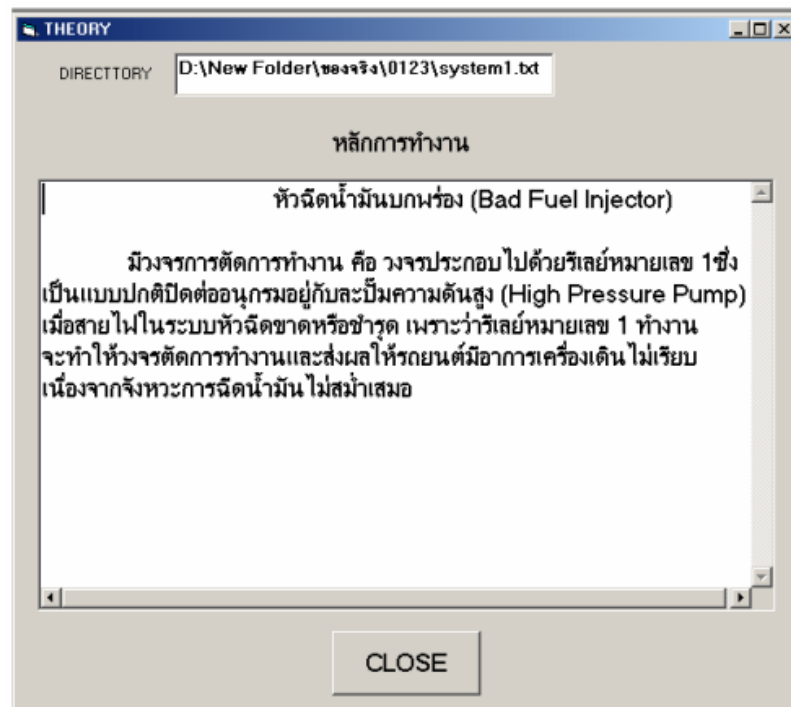 THEORY
DIRECTTORY D:\New Folder\ของจริง\0123\system1.txt
หลักการทำงาน
หัวฉีดน้ำมันบกพร่อง (Bad Fuel Injector)
มีวงจรการตัดการทำงาน คือ วงจรประกอบไปด้วยรีเลย์หมายเลข 1ซึ่ง
เป็นแบบปกติปิดต่ออนุกรมอยู่กับละปั๊มความดันสูง (High Pressure Pump)
เมื่อสายไฟในระบบหัวฉีดขาดหรือชำรุด เพราะว่ารีเลย์หมายเลข 1 ทำงาน
จะทำให้วงจรตัดการทำงานและส่งผลให้รถยนต์มีอาการเครื่องเดินไม่เรียบ
เนื่องจากจังหวะการฉีดน้ำมันไม่สม่ำเสมอ
CLOSE